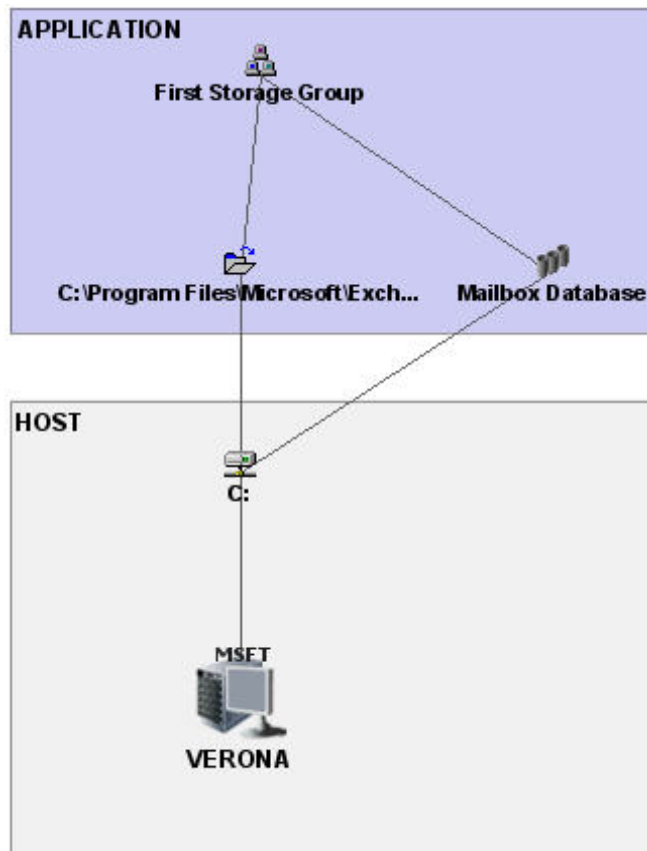 APPLICATION
First Storage Group
C:\Program Files\Microsoft\Exch...
Mailbox Database
HOST
C:
MSFT
VERONA